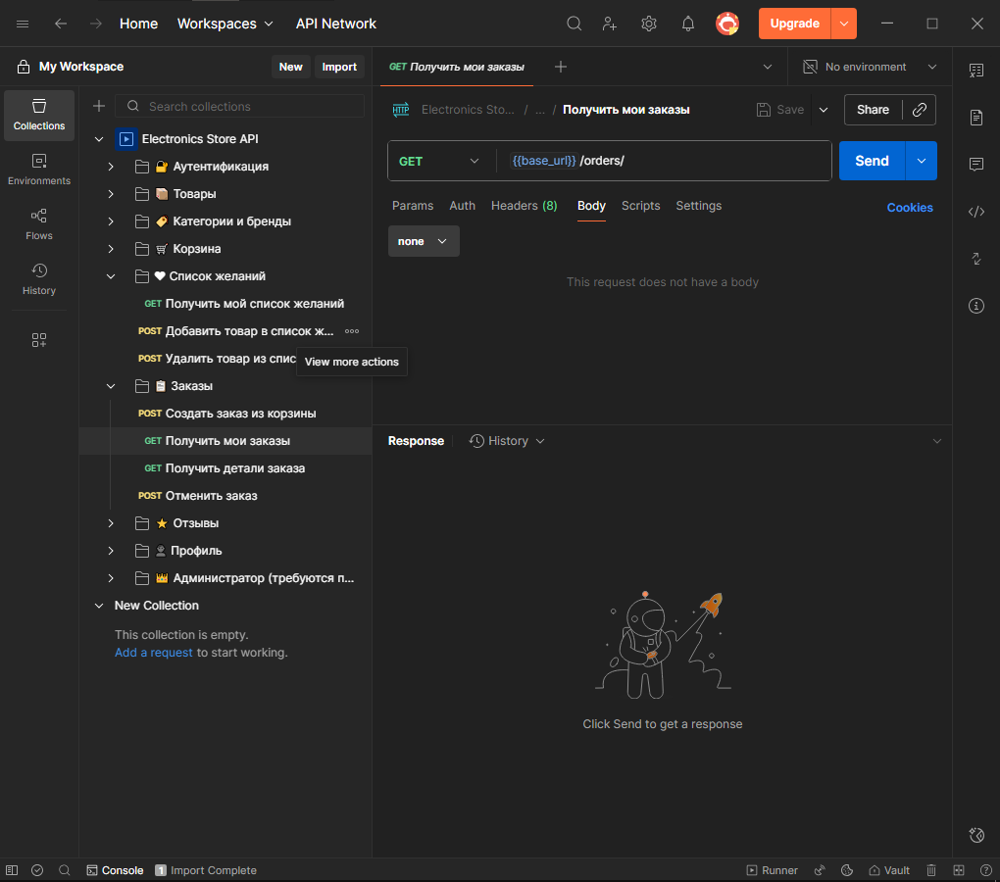 Home Workspaces API Network Upgrade
My Workspace New Import
GET Получить мои заказы No environment
Collections
Environments
Flows
History
Search collections
Electronics Store API
Аутентификация
Товары
Категории и бренды
Корзина
Список желаний
GET Получить мой список желаний
POST Добавить товар в список ж...
POST Удалить товар из спис
View more actions
Заказы
POST Создать заказ из корзины
GET Получить мои заказы
GET Получить детали заказа
POST Отменить заказ
Отзывы
Профиль
Администратор (требуются п...
New Collection
This collection is empty.
Add a request to start working.
HTTP Electronics Sto... / ... / Получить мои заказы Save Share
GET {{base_url}} /orders/ Send
Params Auth Headers (8) Body Scripts Settings Cookies
none
This request does not have a body
Response History
Click Send to get a response
Console 1 Import Complete Runner Vault